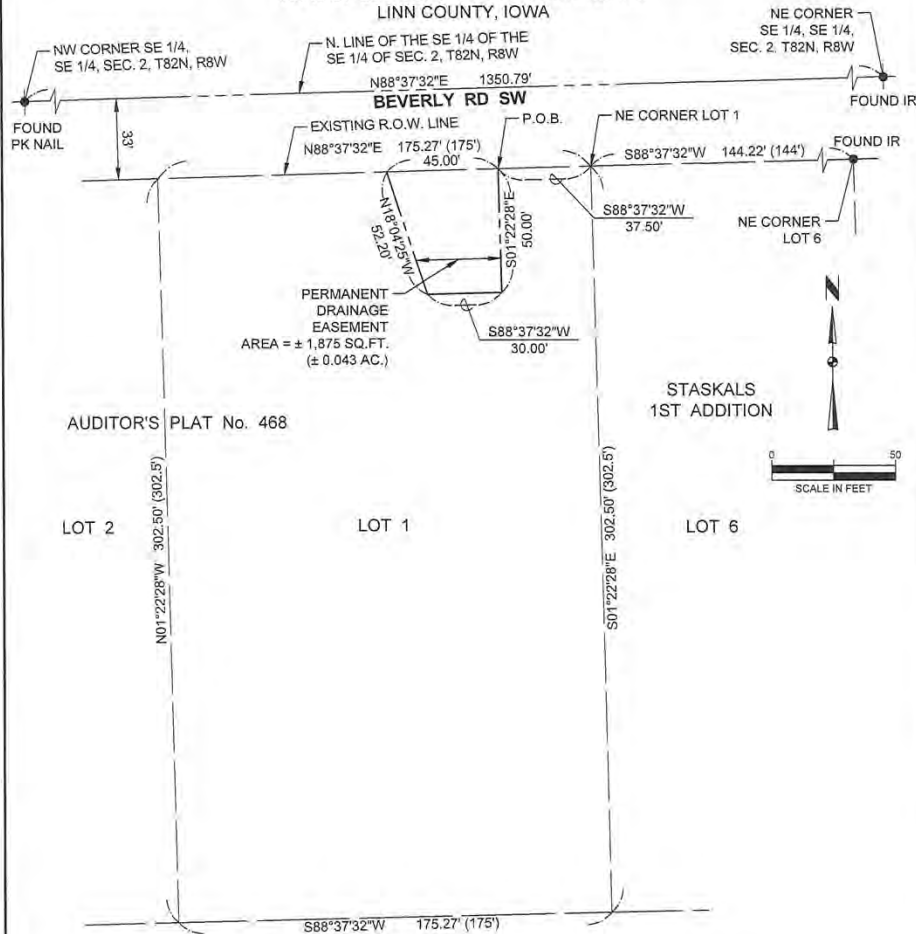 LINN COUNTY, IOWA
NW CORNER SE 1/4,
SE 1/4, SEC. 2, T82N, R8W
N. LINE OF THE SE 1/4 OF THE
SE 1/4 OF SEC. 2, T82N, R8W
NE CORNER
SE 1/4, SE 1/4,
SEC. 2, T82N, R8W
N88°37'32"E 1350.79'
BEVERLY RD SW
FOUND
PK NAIL
FOUND IR
33'
EXISTING R.O.W. LINE
P.O.B.
NE CORNER LOT 1
N88°37'32"E 175.27' (175')
45.00'
S88°37'32"W 144.22' (144')
FOUND IR
N18°04'25"W
52.20'
S01°22'28"E
50.00'
S88°37'32"W
37.50'
NE CORNER
LOT 6
PERMANENT
DRAINAGE
EASEMENT
AREA = ± 1,875 SQ.FT.
(± 0.043 AC.)
S88°37'32"W
30.00'
N
STASKALS
1ST ADDITION
AUDITOR'S PLAT No. 468
0 50
SCALE IN FEET
N01°22'28"W 302.50' (302.5')
S01°22'28"E 302.50' (302.5')
LOT 2
LOT 1
LOT 6
S88°37'32"W 175.27' (175')